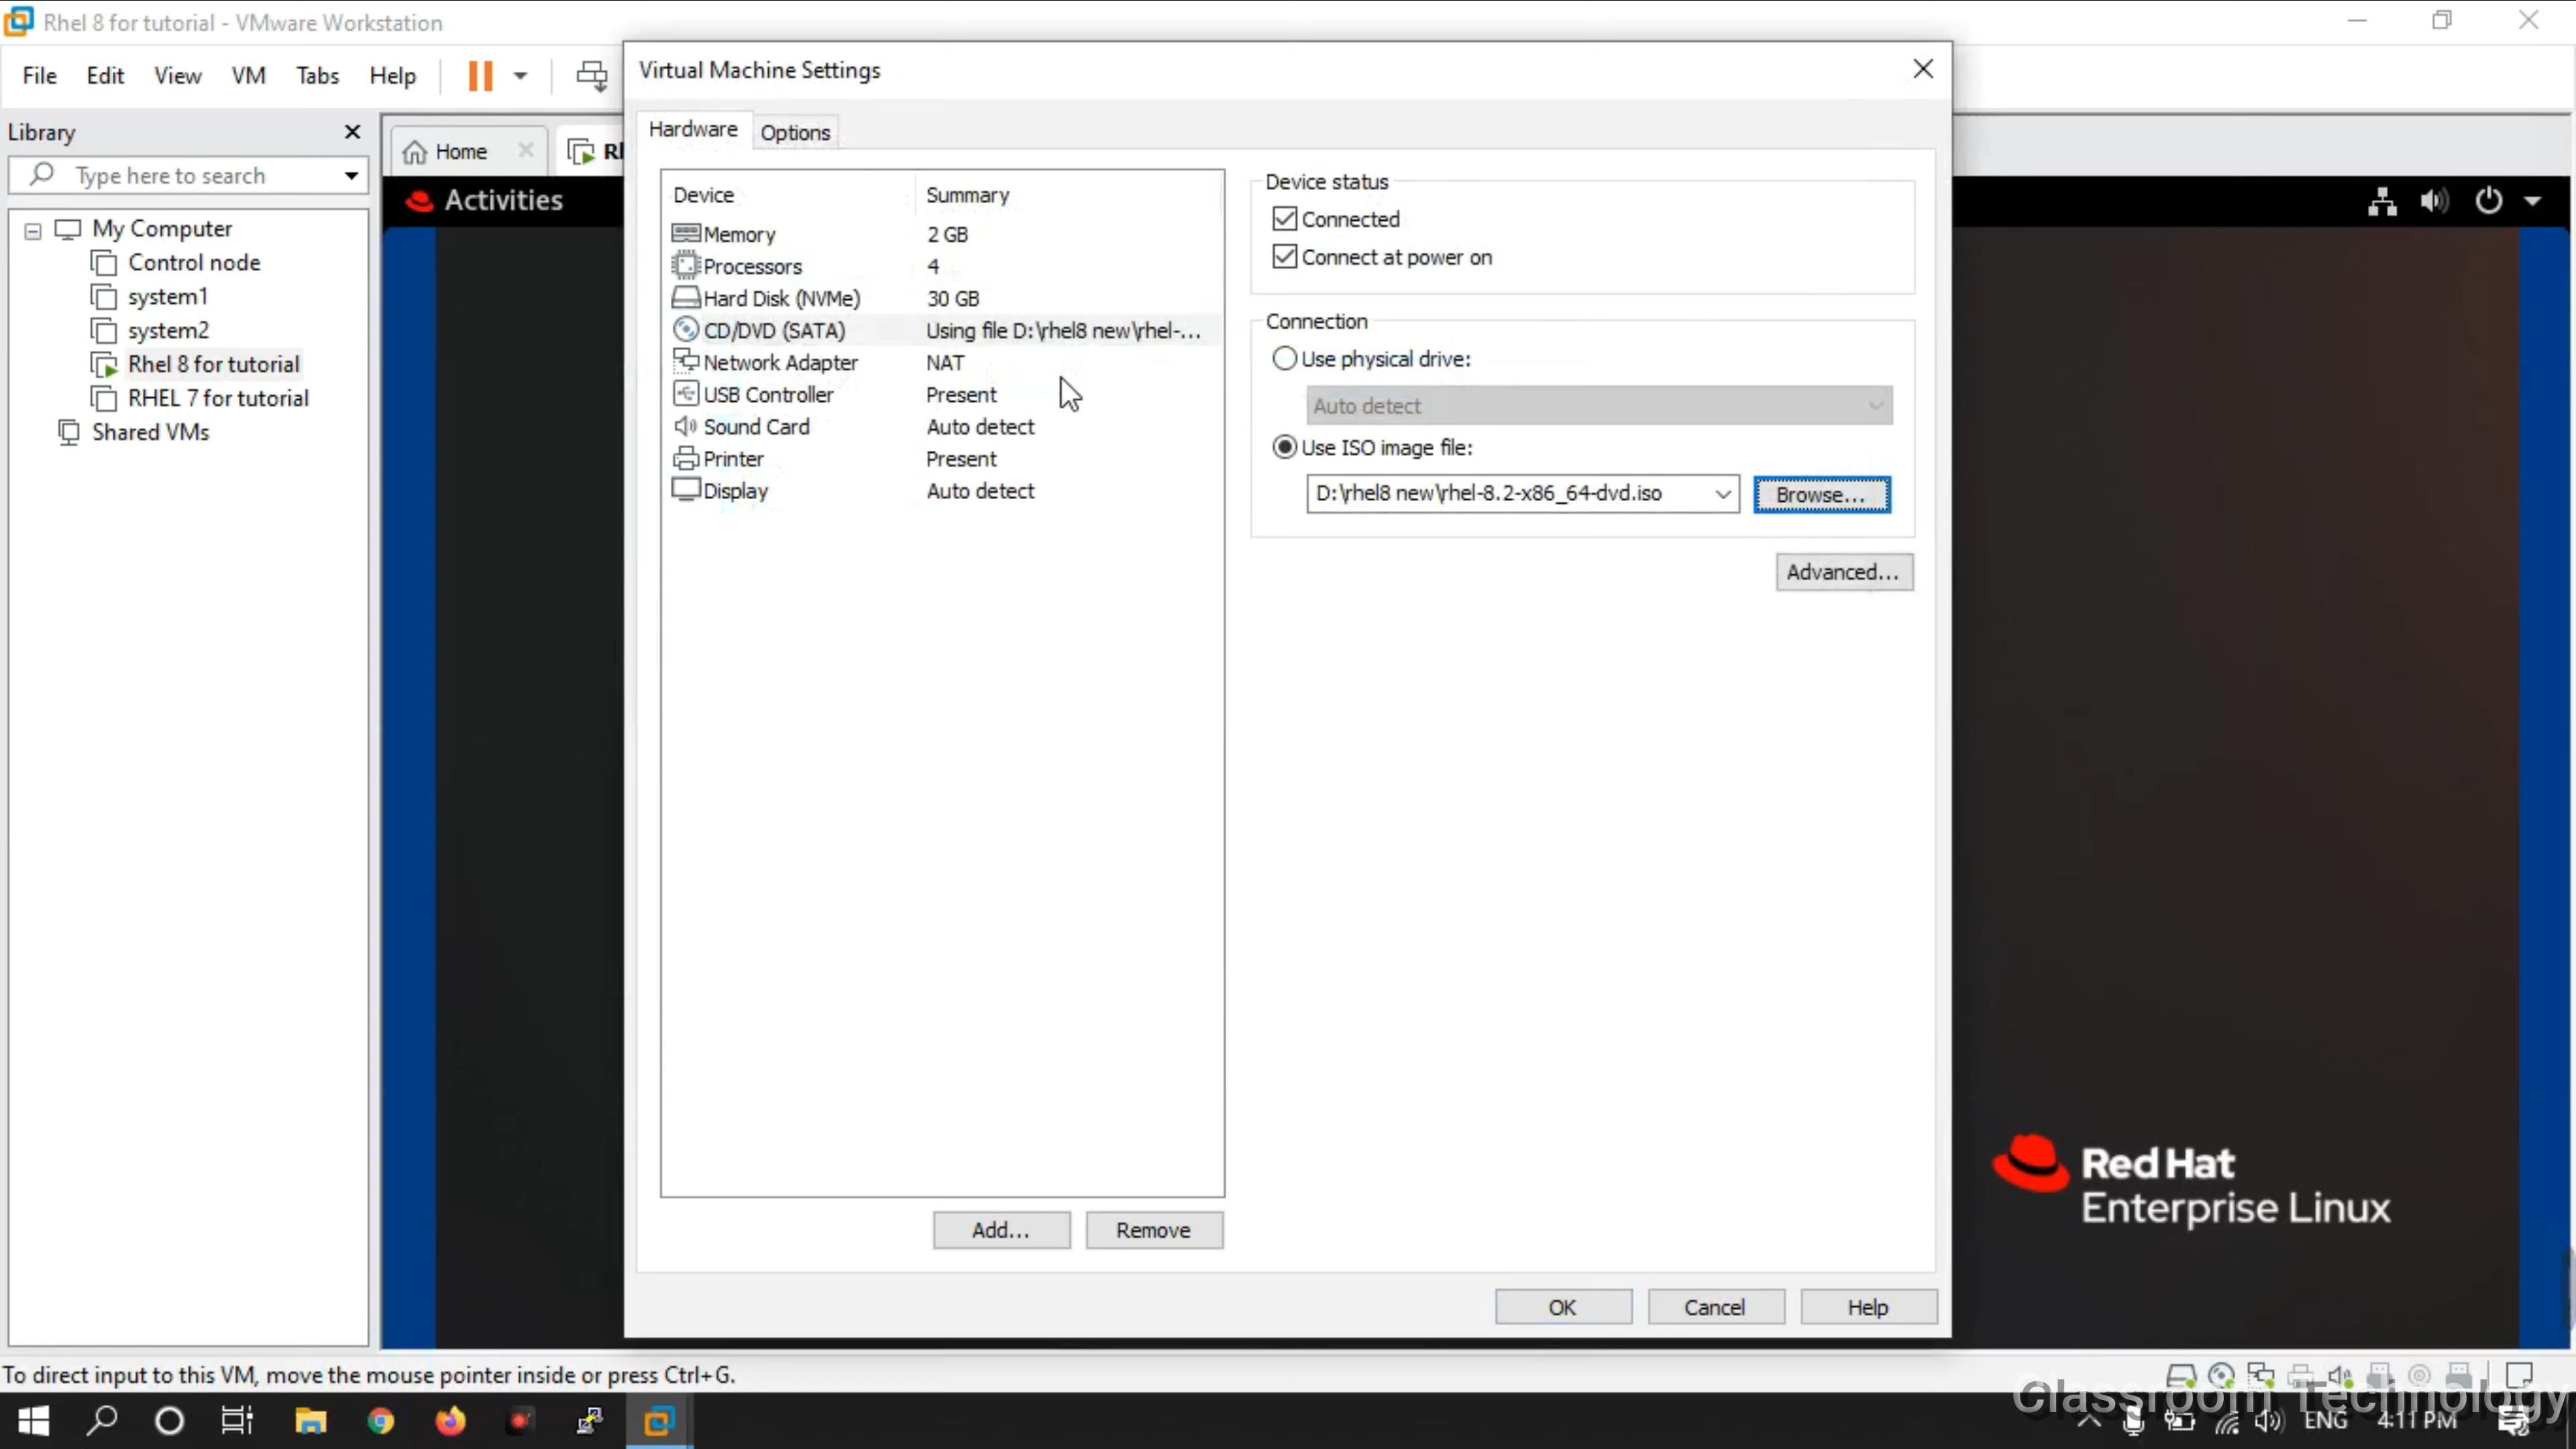 Rhel 8 for tutorial - VMware Workstation
File Edit View VM Tabs Help
Library
Type here to search
My Computer
Control node
system1
system2
Rhel 8 for tutorial
RHEL 7 for tutorial
Shared VMs
Home
Rh
Activities
Virtual Machine Settings
Hardware Options
Device Summary
Memory 2 GB
Processors 4
Hard Disk (NVMe) 30 GB
CD/DVD (SATA) Using file D:\rhel8 new\rhel-...
Network Adapter NAT
USB Controller Present
Sound Card Auto detect
Printer Present
Display Auto detect
Add... Remove
Device status
Connected
Connect at power on
Connection
Use physical drive:
Auto detect
Use ISO image file:
D:\rhel8 new\rhel-8.2-x86_64-dvd.iso Browse...
Advanced...
OK Cancel Help
Red Hat
Enterprise Linux
To direct input to this VM, move the mouse pointer inside or press Ctrl+G.
Classroom Technology
ENG 4:11 PM